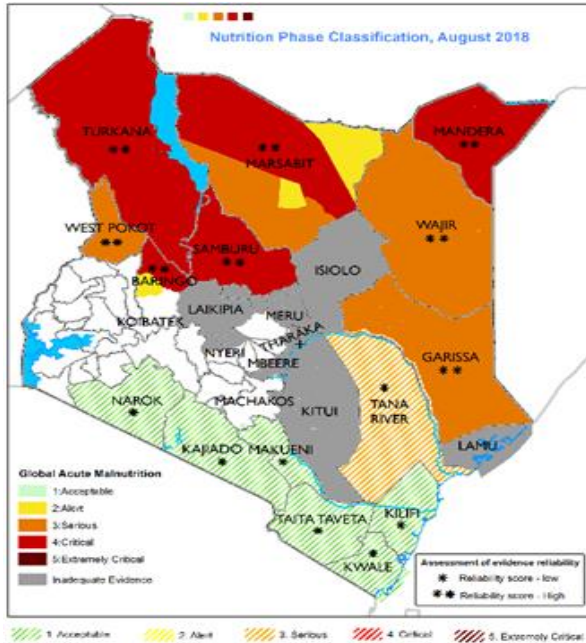 Nutrition Phase Classification, August 2018
TURKANA
MARSABIT
MANDERA
WEST POKOT
WAJIR
SAMBURU
ISIOLO
BARINGO
LAIKIPIA
MERU
KOIBATEK
THARAKA
NYERI
MBEERE
GARISSA
MACHAKOS
NAROK
KITUI
TANA
RIVER
LAMU
KAJIADO
MAKUENI
KILIFI
TAITA TAVETA
KWALE
Global Acute Malnutrition
1:Acceptable
2:Alert
3:Serious
4:Critical
5:Extremely Critical
Inadequate Evidence
Assessment of evidence reliability
* Reliability score - low
** Reliability score - High
1. Acceptable 2. Alert 3. Serious 4. Critical 5. Extremely Critical